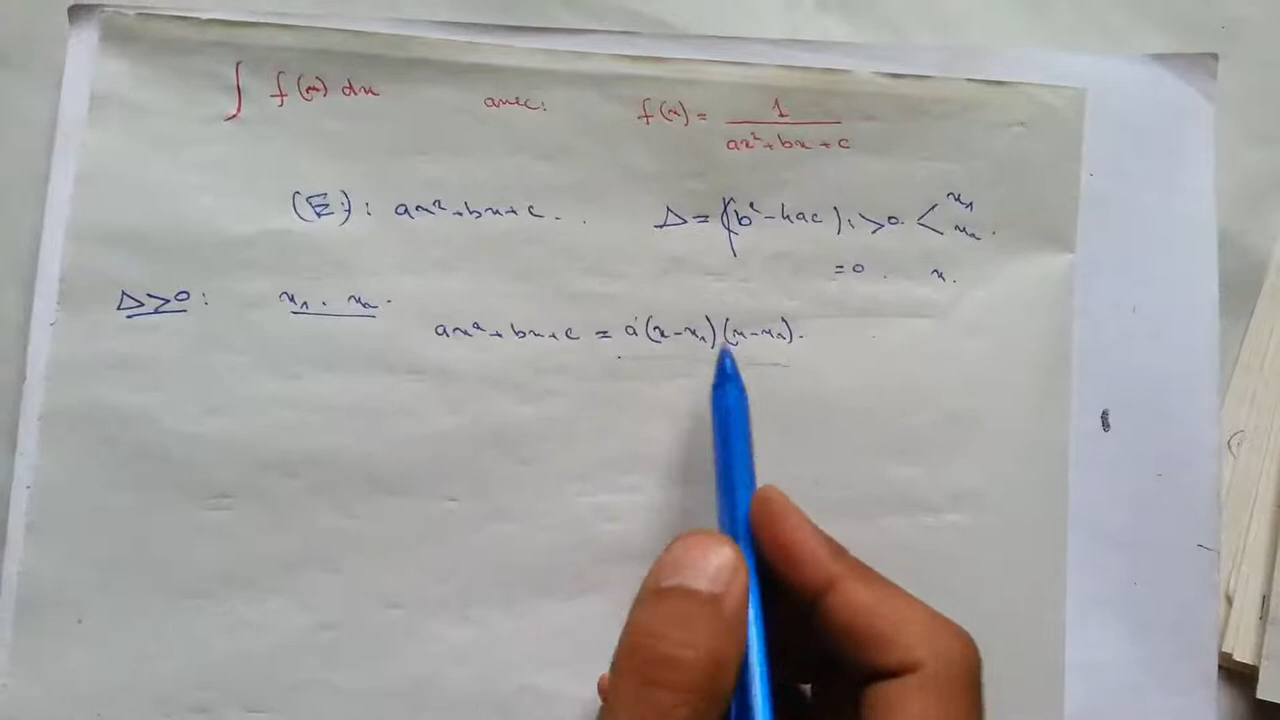 ∫ f(x) dx avec: f(x) = 1 / ax²+bx+c
(E): ax²+bx+c . . Δ = (b²-4ac): >0. < x₁ x₂.
=0 . x.
Δ>0: x₁ . x₂.
ax²+bx+c = a(x-x₁)(x-x₂).